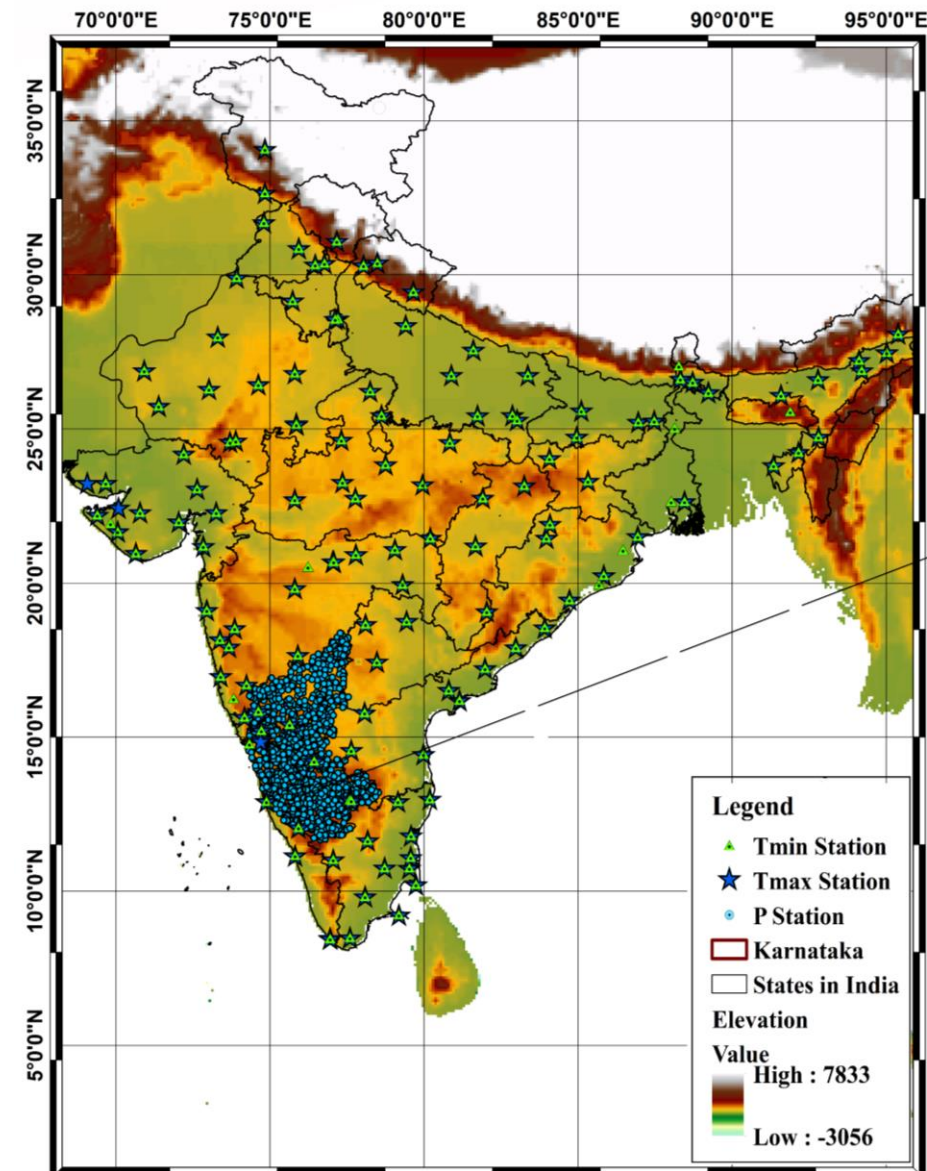 70°0'0"E 75°0'0"E 80°0'0"E 85°0'0"E 90°0'0"E 95°0'0"E
35°0'0"N
30°0'0"N
25°0'0"N
20°0'0"N
15°0'0"N
10°0'0"N
5°0'0"N
Legend
Tmin Station
Tmax Station
P Station
Karnataka
States in India
Elevation
Value
High : 7833
Low : -3056